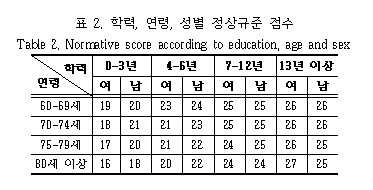 표 2. 학력, 연령, 성별 정상규준 점수
Table 2. Normative score according to education, age and sex
학력 0-3년 4-6년 7-12년 13년 이상
연령 여 남 여 남 여 남 여 남
60-69세 19 20 23 24 25 25 26 26
70-74세 18 21 21 23 25 25 26 26
75-79세 17 20 21 22 24 25 26 26
80세 이상 16 18 20 22 24 24 27 25